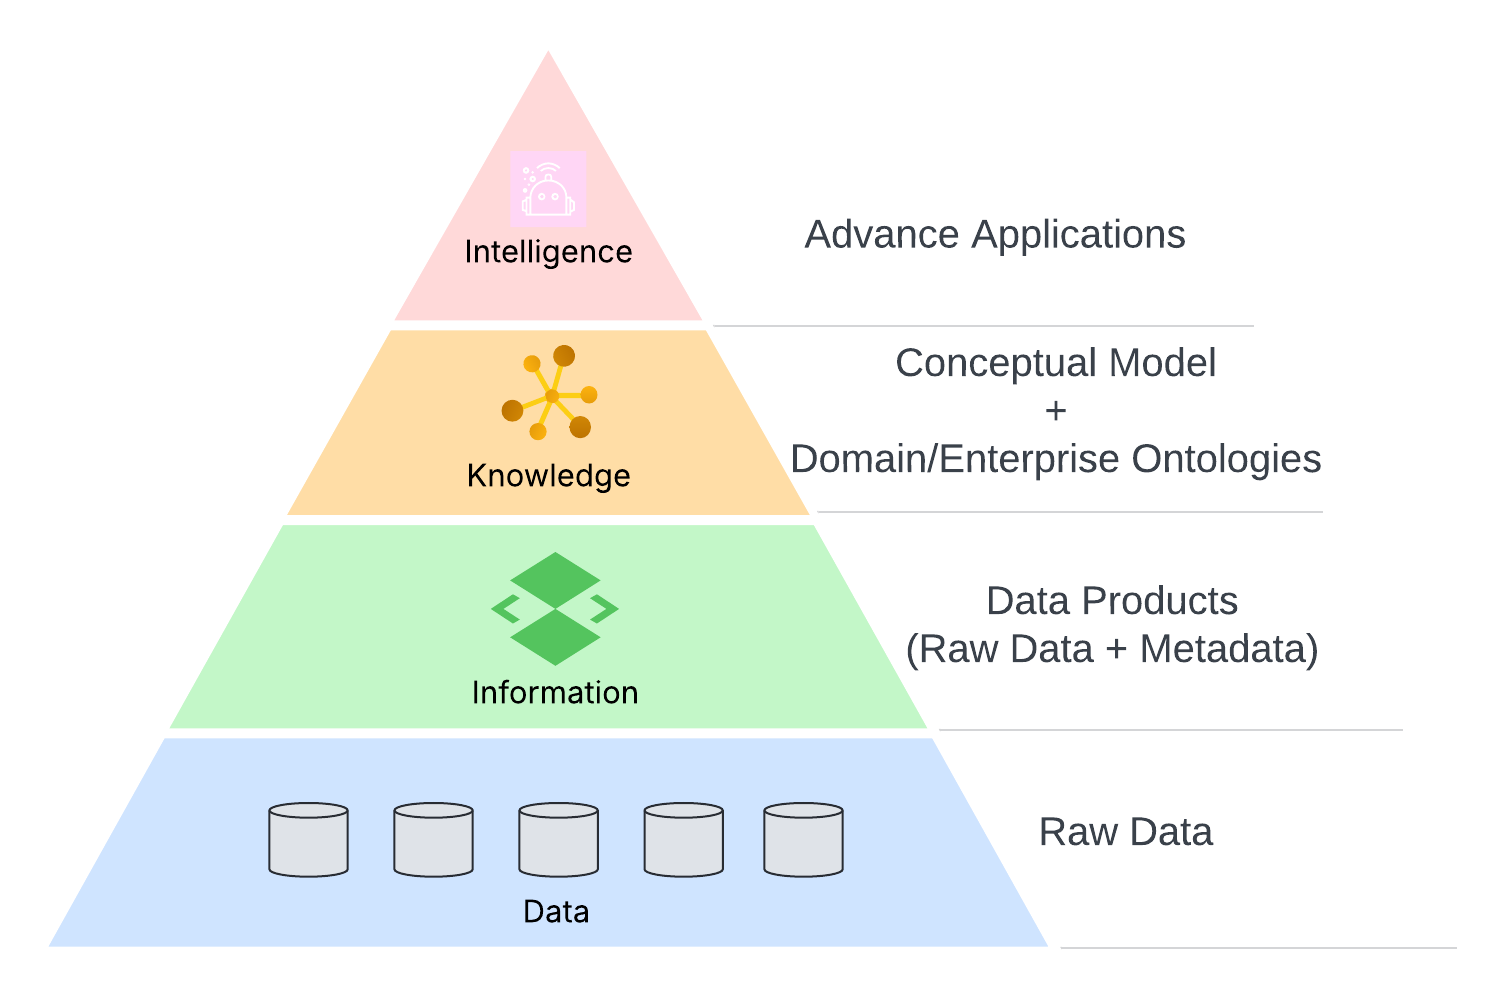 Intelligence
Advance Applications
Conceptual Model
+
Domain/Enterprise Ontologies
Knowledge
Data Products
(Raw Data + Metadata)
Information
Raw Data
Data